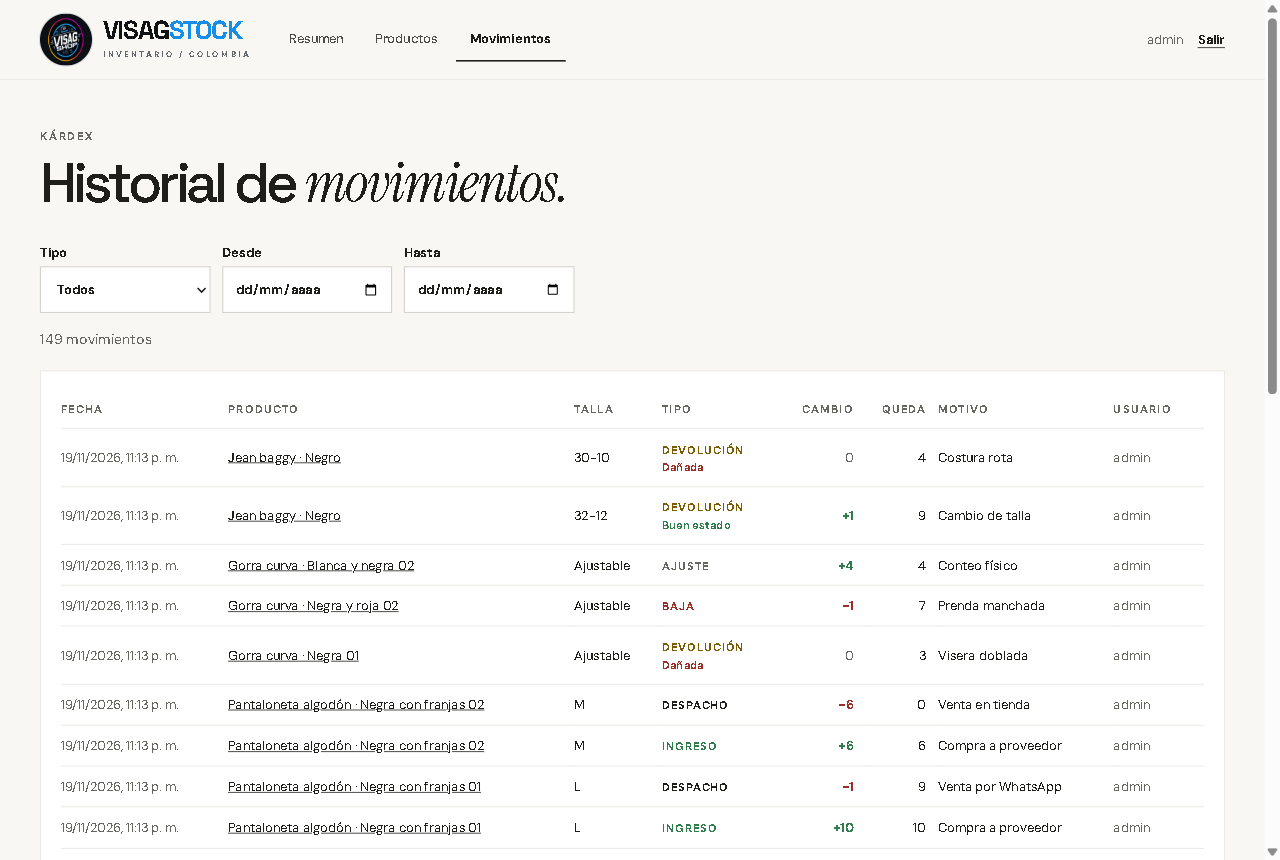 VISAG
SHOP
VISAGSTOCK
INVENTARIO / COLOMBIA
Resumen Productos Movimientos
admin Salir
KÁRDEX
Historial de movimientos.
Tipo Desde Hasta
Todos dd/mm/aaaa dd/mm/aaaa
149 movimientos
FECHA PRODUCTO TALLA TIPO CAMBIO QUEDA MOTIVO USUARIO
19/11/2026, 11:13 p. m. Jean baggy · Negro 30-10 DEVOLUCIÓN Dañada 0 4 Costura rota admin
19/11/2026, 11:13 p. m. Jean baggy · Negro 32-12 DEVOLUCIÓN Buen estado +1 9 Cambio de talla admin
19/11/2026, 11:13 p. m. Gorra curva · Blanca y negra 02 Ajustable AJUSTE +4 4 Conteo físico admin
19/11/2026, 11:13 p. m. Gorra curva · Negra y roja 02 Ajustable BAJA −1 7 Prenda manchada admin
19/11/2026, 11:13 p. m. Gorra curva · Negra 01 Ajustable DEVOLUCIÓN Dañada 0 3 Visera doblada admin
19/11/2026, 11:13 p. m. Pantaloneta algodón · Negra con franjas 02 M DESPACHO −6 0 Venta en tienda admin
19/11/2026, 11:13 p. m. Pantaloneta algodón · Negra con franjas 02 M INGRESO +6 6 Compra a proveedor admin
19/11/2026, 11:13 p. m. Pantaloneta algodón · Negra con franjas 01 L DESPACHO −1 9 Venta por WhatsApp admin
19/11/2026, 11:13 p. m. Pantaloneta algodón · Negra con franjas 01 L INGRESO +10 10 Compra a proveedor admin